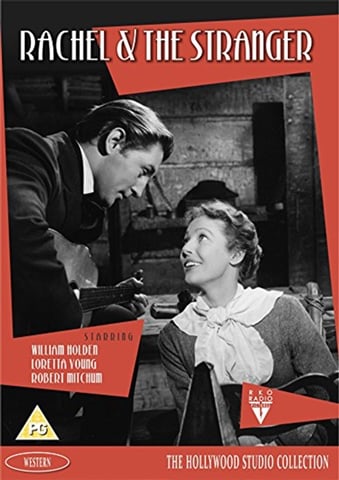 RACHEL & THE STRANGER
STARRING
WILLIAM HOLDEN
LORETTA YOUNG
ROBERT MITCHUM
RKO
RADIO
PG
WESTERN
THE HOLLYWOOD STUDIO COLLECTION